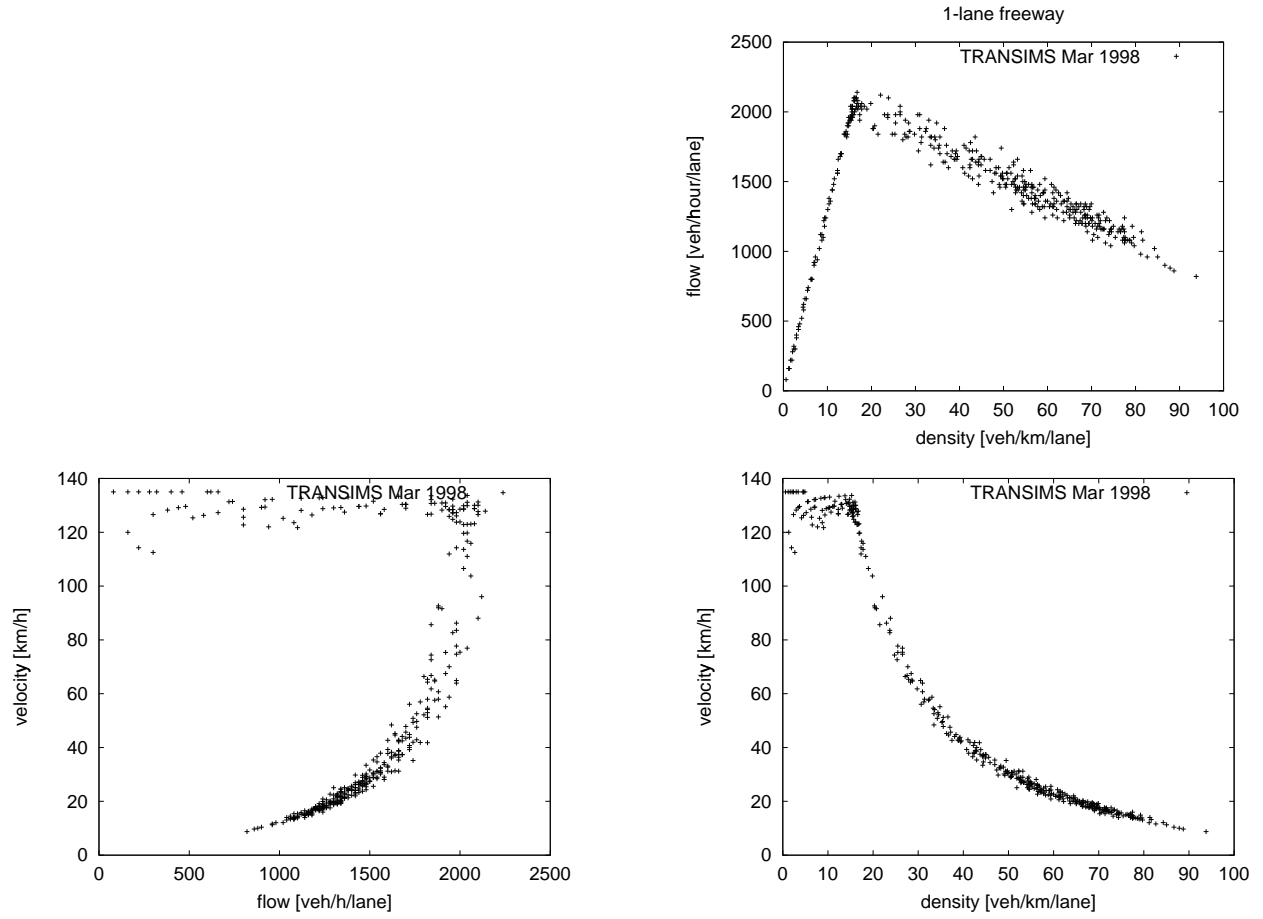 1-lane freeway
TRANSIMS Mar 1998
2500
2000
1500
1000
500
0
flow [veh/hour/lane]
0 10 20 30 40 50 60 70 80 90 100
density [veh/km/lane]
TRANSIMS Mar 1998
140
120
100
80
60
40
20
0
velocity [km/h]
0 500 1000 1500 2000 2500
flow [veh/h/lane]
TRANSIMS Mar 1998
140
120
100
80
60
40
20
0
velocity [km/h]
0 10 20 30 40 50 60 70 80 90 100
density [veh/km/lane]